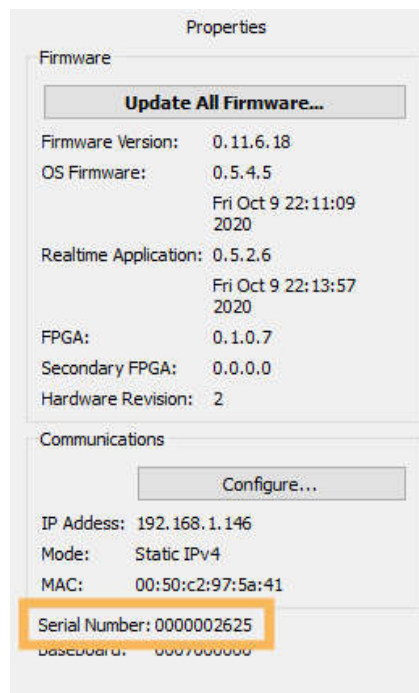 Properties
Firmware
Update All Firmware...
Firmware Version: 0.11.6.18
OS Firmware: 0.5.4.5
Fri Oct 9 22:11:09
2020
Realtime Application: 0.5.2.6
Fri Oct 9 22:13:57
2020
FPGA: 0.1.0.7
Secondary FPGA: 0.0.0.0
Hardware Revision: 2
Communications
Configure...
IP Addess: 192.168.1.146
Mode: Static IPv4
MAC: 00:50:c2:97:5a:41
Serial Number: 0000002625
Baseboard: